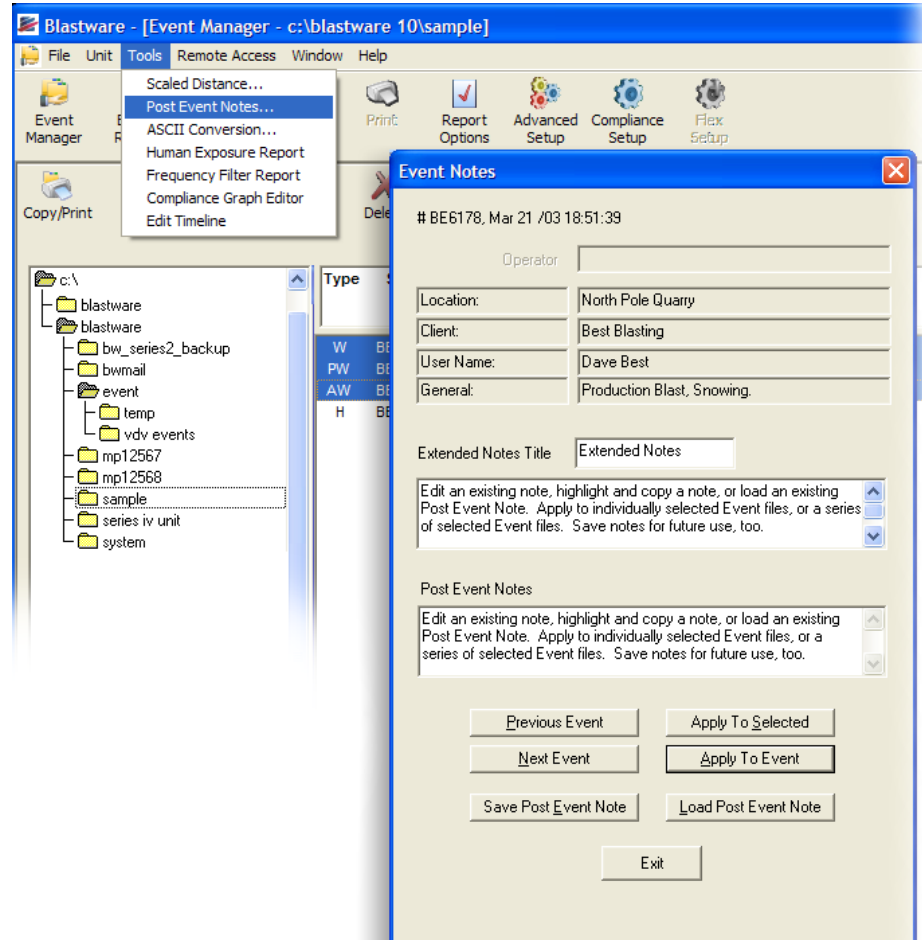 Blastware - [Event Manager - c:\blastware 10\sample]
File Unit Tools Remote Access Window Help
Scaled Distance...
Post Event Notes...
ASCII Conversion...
Human Exposure Report
Frequency Filter Report
Compliance Graph Editor
Edit Timeline
Event
Manager
Print
Report
Options
Advanced
Setup
Compliance
Setup
Flex
Setup
Copy/Print
c:\
blastware
blastware
bw_series2_backup
bwmail
event
temp
vdv events
mp12567
mp12568
sample
series iv unit
system
Type
W
PW
AW
H
Event Notes
# BE6178, Mar 21 /03 18:51:39
Operator
Location: North Pole Quarry
Client: Best Blasting
User Name: Dave Best
General: Production Blast, Snowing.
Extended Notes Title Extended Notes
Edit an existing note, highlight and copy a note, or load an existing
Post Event Note. Apply to individually selected Event files, or a series
of selected Event files. Save notes for future use, too.
Post Event Notes
Edit an existing note, highlight and copy a note, or load an existing
Post Event Note. Apply to individually selected Event files, or a
series of selected Event files. Save notes for future use, too.
Previous Event Apply To Selected
Next Event Apply To Event
Save Post Event Note Load Post Event Note
Exit